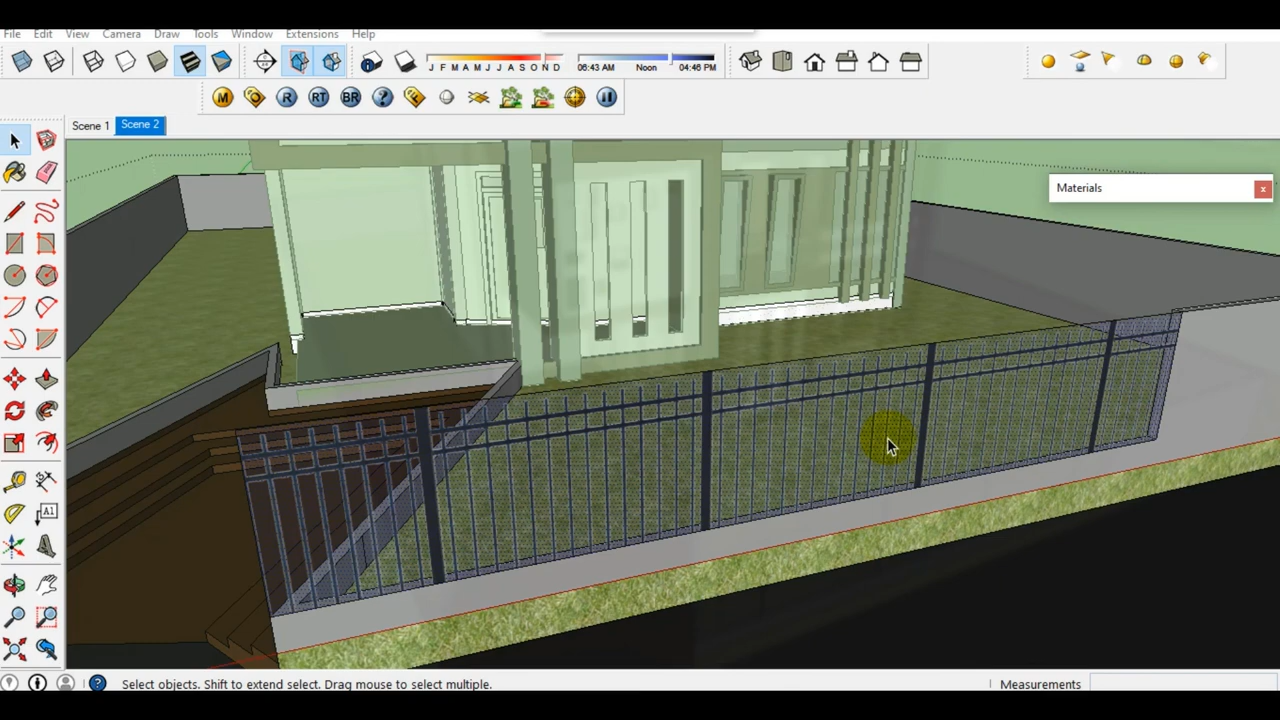 File Edit View Camera Draw Tools Window Extensions Help
J F M A M J J A S O N D
06:43 AM Noon 04:46 PM
M O R RT BR ? F
Scene 1 Scene 2
Materials x
A1
Select objects. Shift to extend select. Drag mouse to select multiple.
Measurements